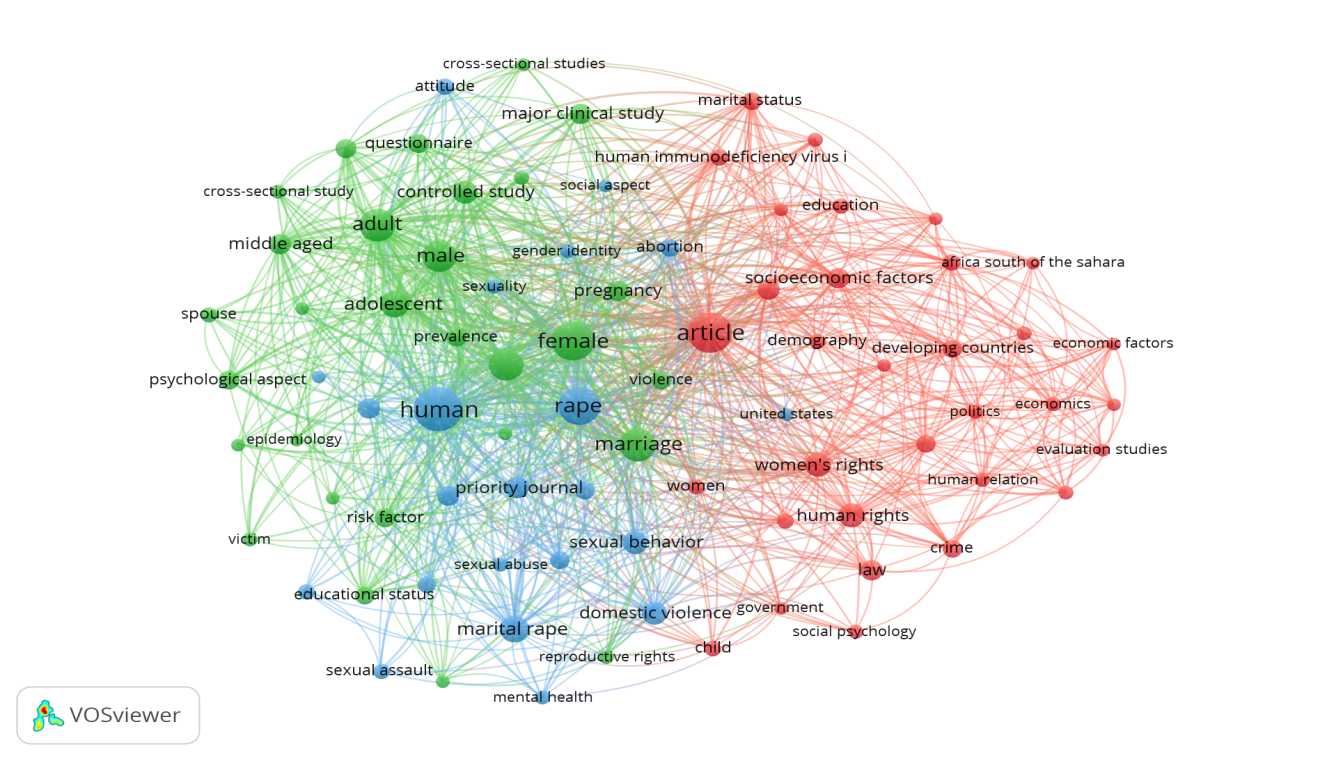 cross-sectional studies
attitude
marital status
major clinical study
questionnaire
human immunodeficiency virus i
social aspect
cross-sectional study
controlled study
education
adult
middle aged
male
gender identity
abortion
africa south of the sahara
socioeconomic factors
sexuality
pregnancy
adolescent
spouse
prevalence
female
article
demography
developing countries
economic factors
psychological aspect
violence
human
rape
united states
politics
economics
epidemiology
marriage
evaluation studies
women's rights
human relation
priority journal
women
risk factor
human rights
victim
sexual behavior
crime
sexual abuse
law
educational status
domestic violence
government
marital rape
social psychology
reproductive rights
child
sexual assault
mental health
VOSviewer